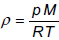 ρ = pM / RT